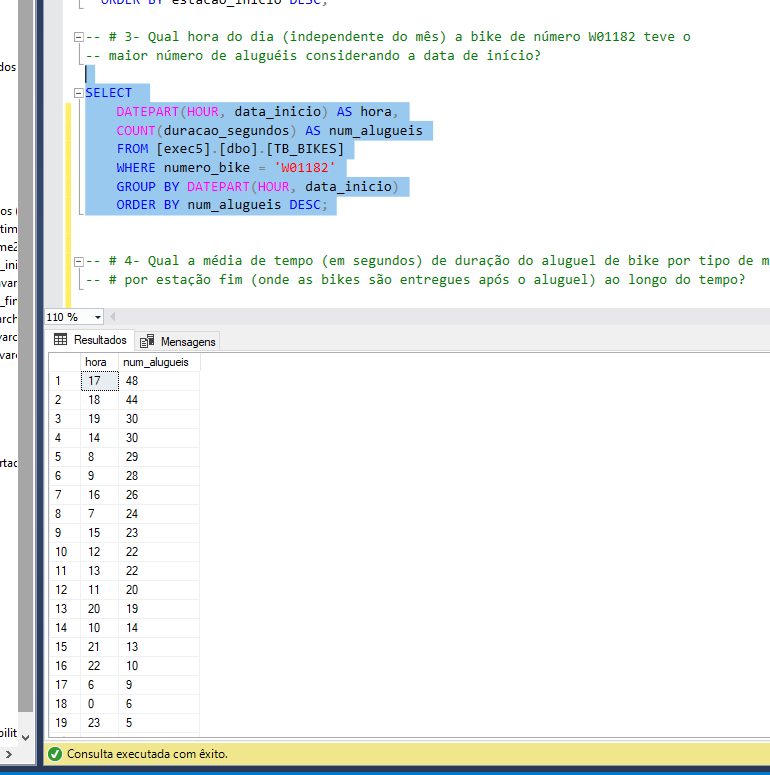 ORDER BY estacao_inicio DESC;
-- # 3- Qual hora do dia (independente do mês) a bike de número W01182 teve o
-- maior número de aluguéis considerando a data de início?
SELECT
DATEPART(HOUR, data_inicio) AS hora,
COUNT(duracao_segundos) AS num_alugueis
FROM [exec5].[dbo].[TB_BIKES]
WHERE numero_bike = 'W01182'
GROUP BY DATEPART(HOUR, data_inicio)
ORDER BY num_alugueis DESC;
-- # 4- Qual a média de tempo (em segundos) de duração do aluguel de bike por tipo de m
-- # por estação fim (onde as bikes são entregues após o aluguel) ao longo do tempo?
110 %
Resultados Mensagens
hora num_alugueis
1 17 48
2 18 44
3 19 30
4 14 30
5 8 29
6 9 28
7 16 26
8 7 24
9 15 23
10 12 22
11 13 22
12 11 20
13 20 19
14 10 14
15 21 13
16 22 10
17 6 9
18 0 6
19 23 5
Consulta executada com êxito.
dos
os (
tim
me2
_ini
var
_fin
arch
varc
var
rtad
bilit